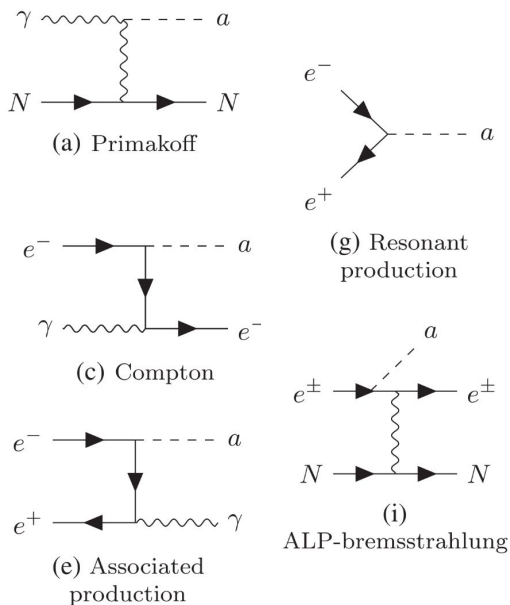 γ a
N N
(a) Primakoff
e⁻ a
γ e⁻
(c) Compton
e⁻ a
e⁺ γ
(e) Associated
production
e⁻
a
e⁺
(g) Resonant
production
a
e± e±
N N
(i)
ALP-bremsstrahlung